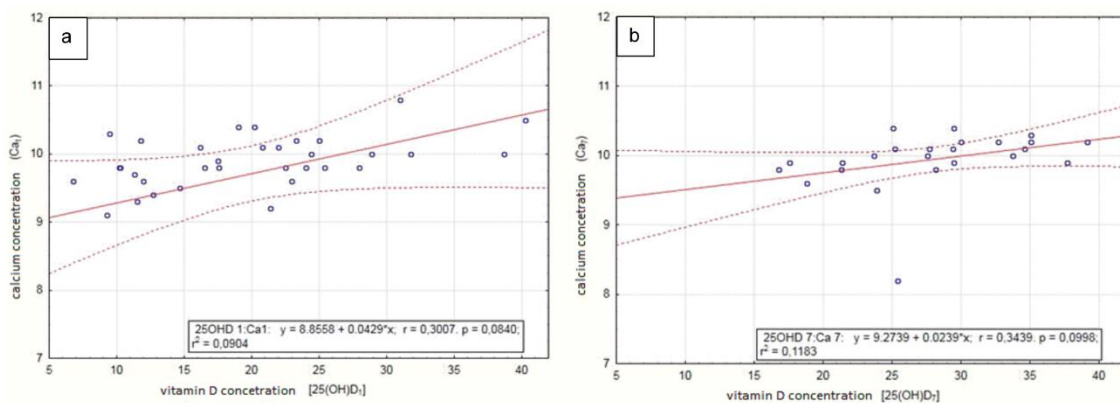 a
12
11
10
9
8
7
5
10
15
20
25
30
35
40
calcium concentration (Ca₁)
25OHD 1:Ca1: y = 8.8558 + 0.0429*x; r = 0,3007. p = 0,0840;
r² = 0,0904
vitamin D concetration [25(OH)D₁]
b
12
11
10
9
8
7
5
10
15
20
25
30
35
40
calcium concentration (Ca₇)
25OHD 7:Ca 7: y = 9.2739 + 0.0239*x; r = 0,3439. p = 0,0998;
r² = 0,1183
vitamin D concetration [25(OH)D₇]